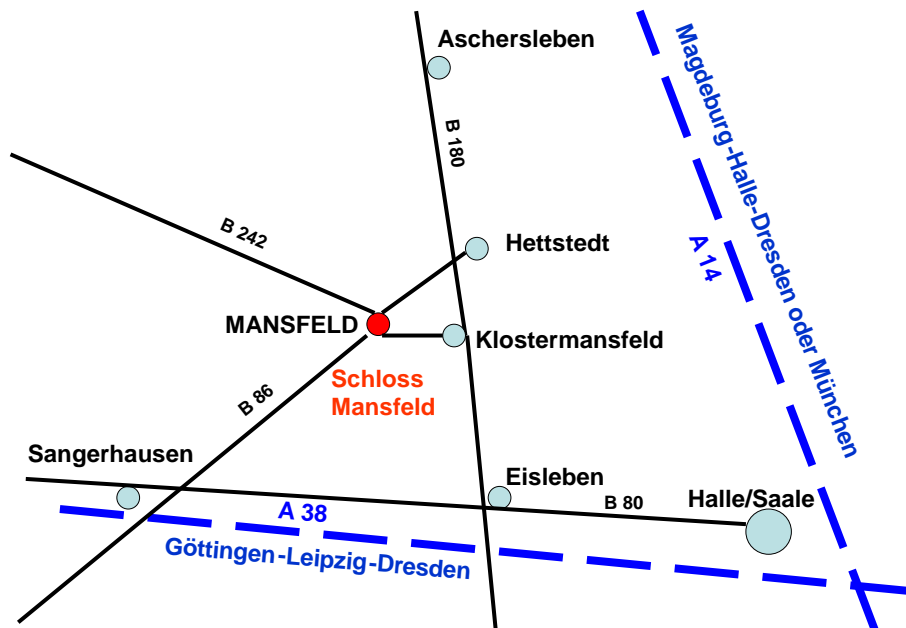 Aschersleben
Magdeburg-Halle-Dresden oder München
B 180
B 242
Hettstedt
A 14
MANSFELD
Klostermansfeld
Schloss
Mansfeld
B 86
Sangerhausen
Eisleben
Halle/Saale
B 80
A 38
Göttingen-Leipzig-Dresden